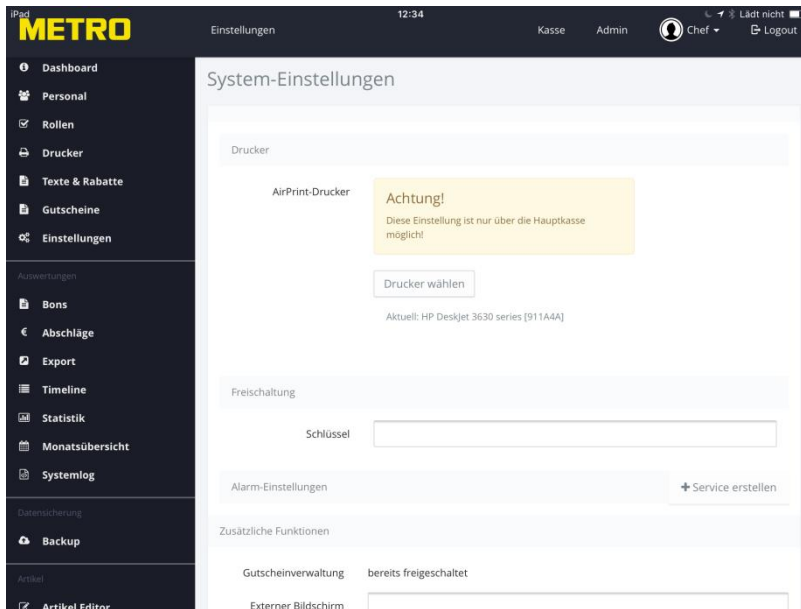 iPad
12:34
Lädt nicht
METRO
Einstellungen
Kasse
Admin
Chef
Logout
Dashboard
Personal
Rollen
Drucker
Texte & Rabatte
Gutscheine
Einstellungen
Auswertungen
Bons
Abschläge
Export
Timeline
Statistik
Monatsübersicht
Systemlog
Datensicherung
Backup
Artikel
Artikel Editor
System-Einstellungen
Drucker
AirPrint-Drucker
Achtung!
Diese Einstellung ist nur über die Hauptkasse
möglich!
Drucker wählen
Aktuell: HP DeskJet 3630 series [911A4A]
Freischaltung
Schlüssel
Alarm-Einstellungen
+ Service erstellen
Zusätzliche Funktionen
Gutscheinverwaltung
bereits freigeschaltet
Externer Bildschirm